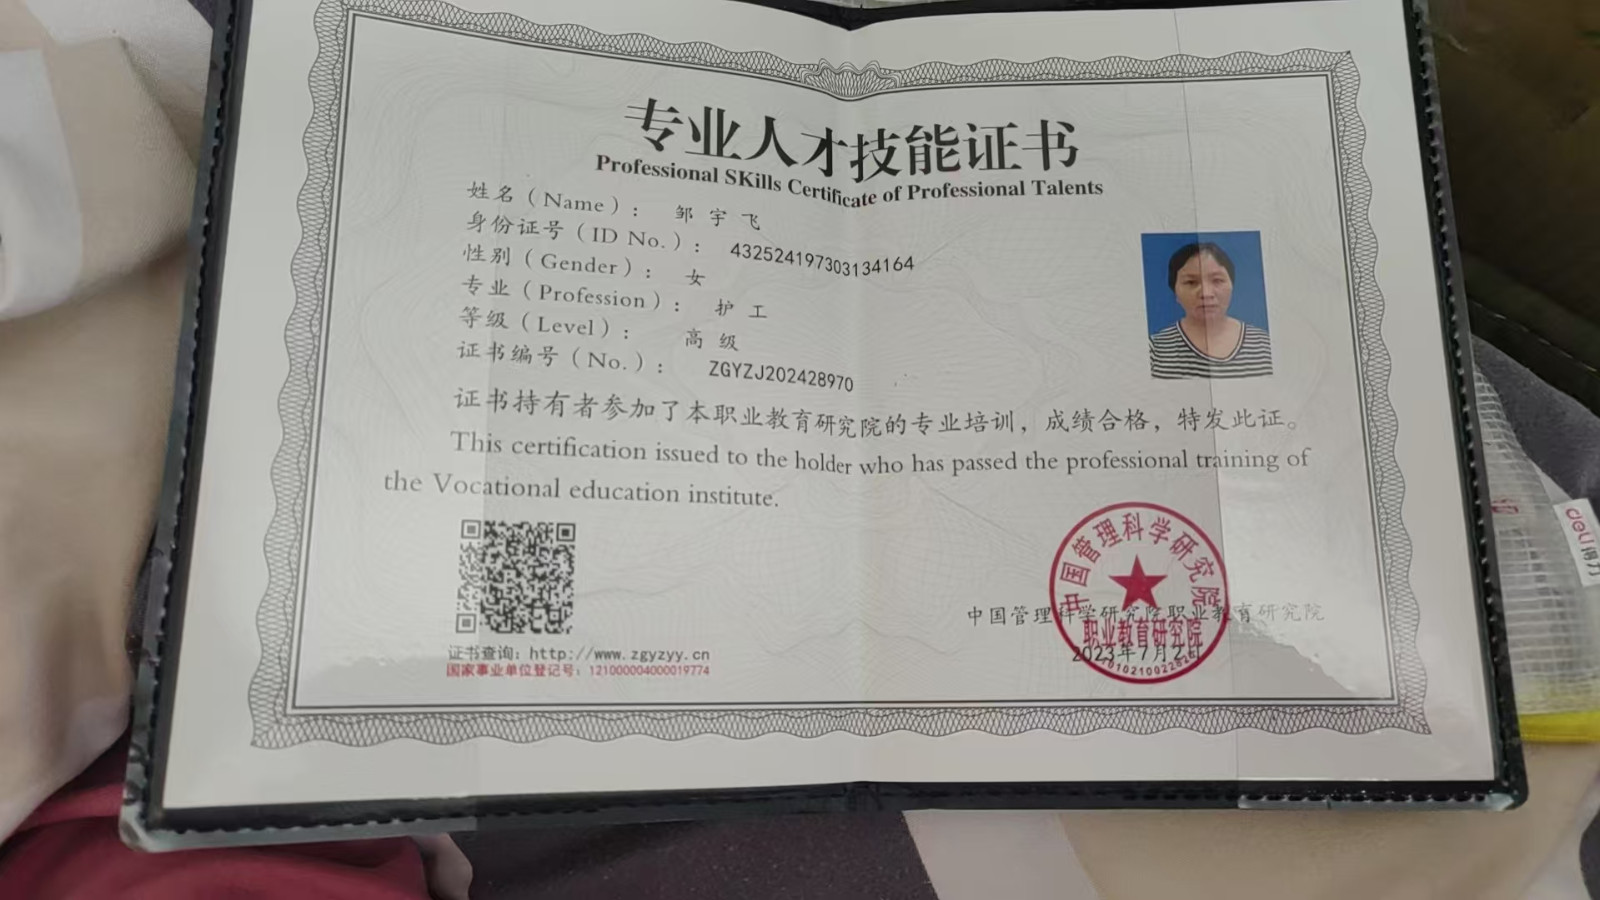 专业人才技能证书
Professional SKills Certificate of Professional Talents
姓名（Name）： 邹宇飞
身份证号（ID No.）： 432524197303134164
性别（Gender）： 女
专业（Profession）： 护工
等级（Level）： 高级
证书编号（No.）： ZGYZJ202428970
证书持有者参加了本职业教育研究院的专业培训，成绩合格，特发此证。
This certification issued to the holder who has passed the professional training of
the Vocational education institute.
中国管理科学研究院
职业教育研究院
中国管理科学研究院职业教育研究院
2023年7月2日
证书查询：http://www.zgyzyy.cn
国家事业单位登记号：121000004000019774
deli 得力